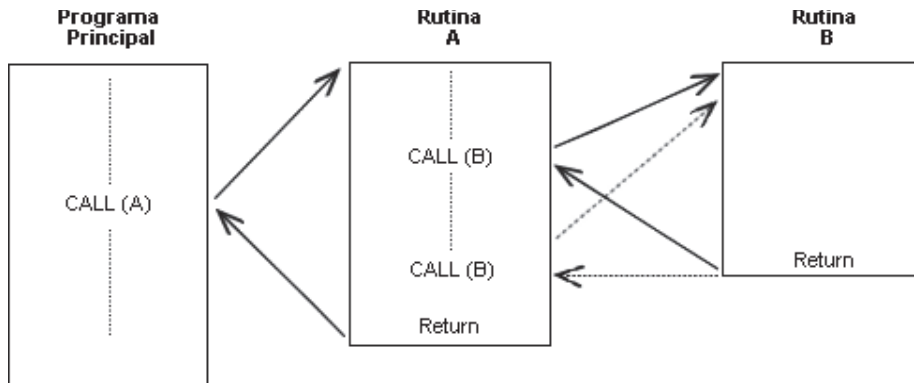 Programa
Principal
Rutina
A
Rutina
B
CALL (A)
CALL (B)
CALL (B)
Return
Return